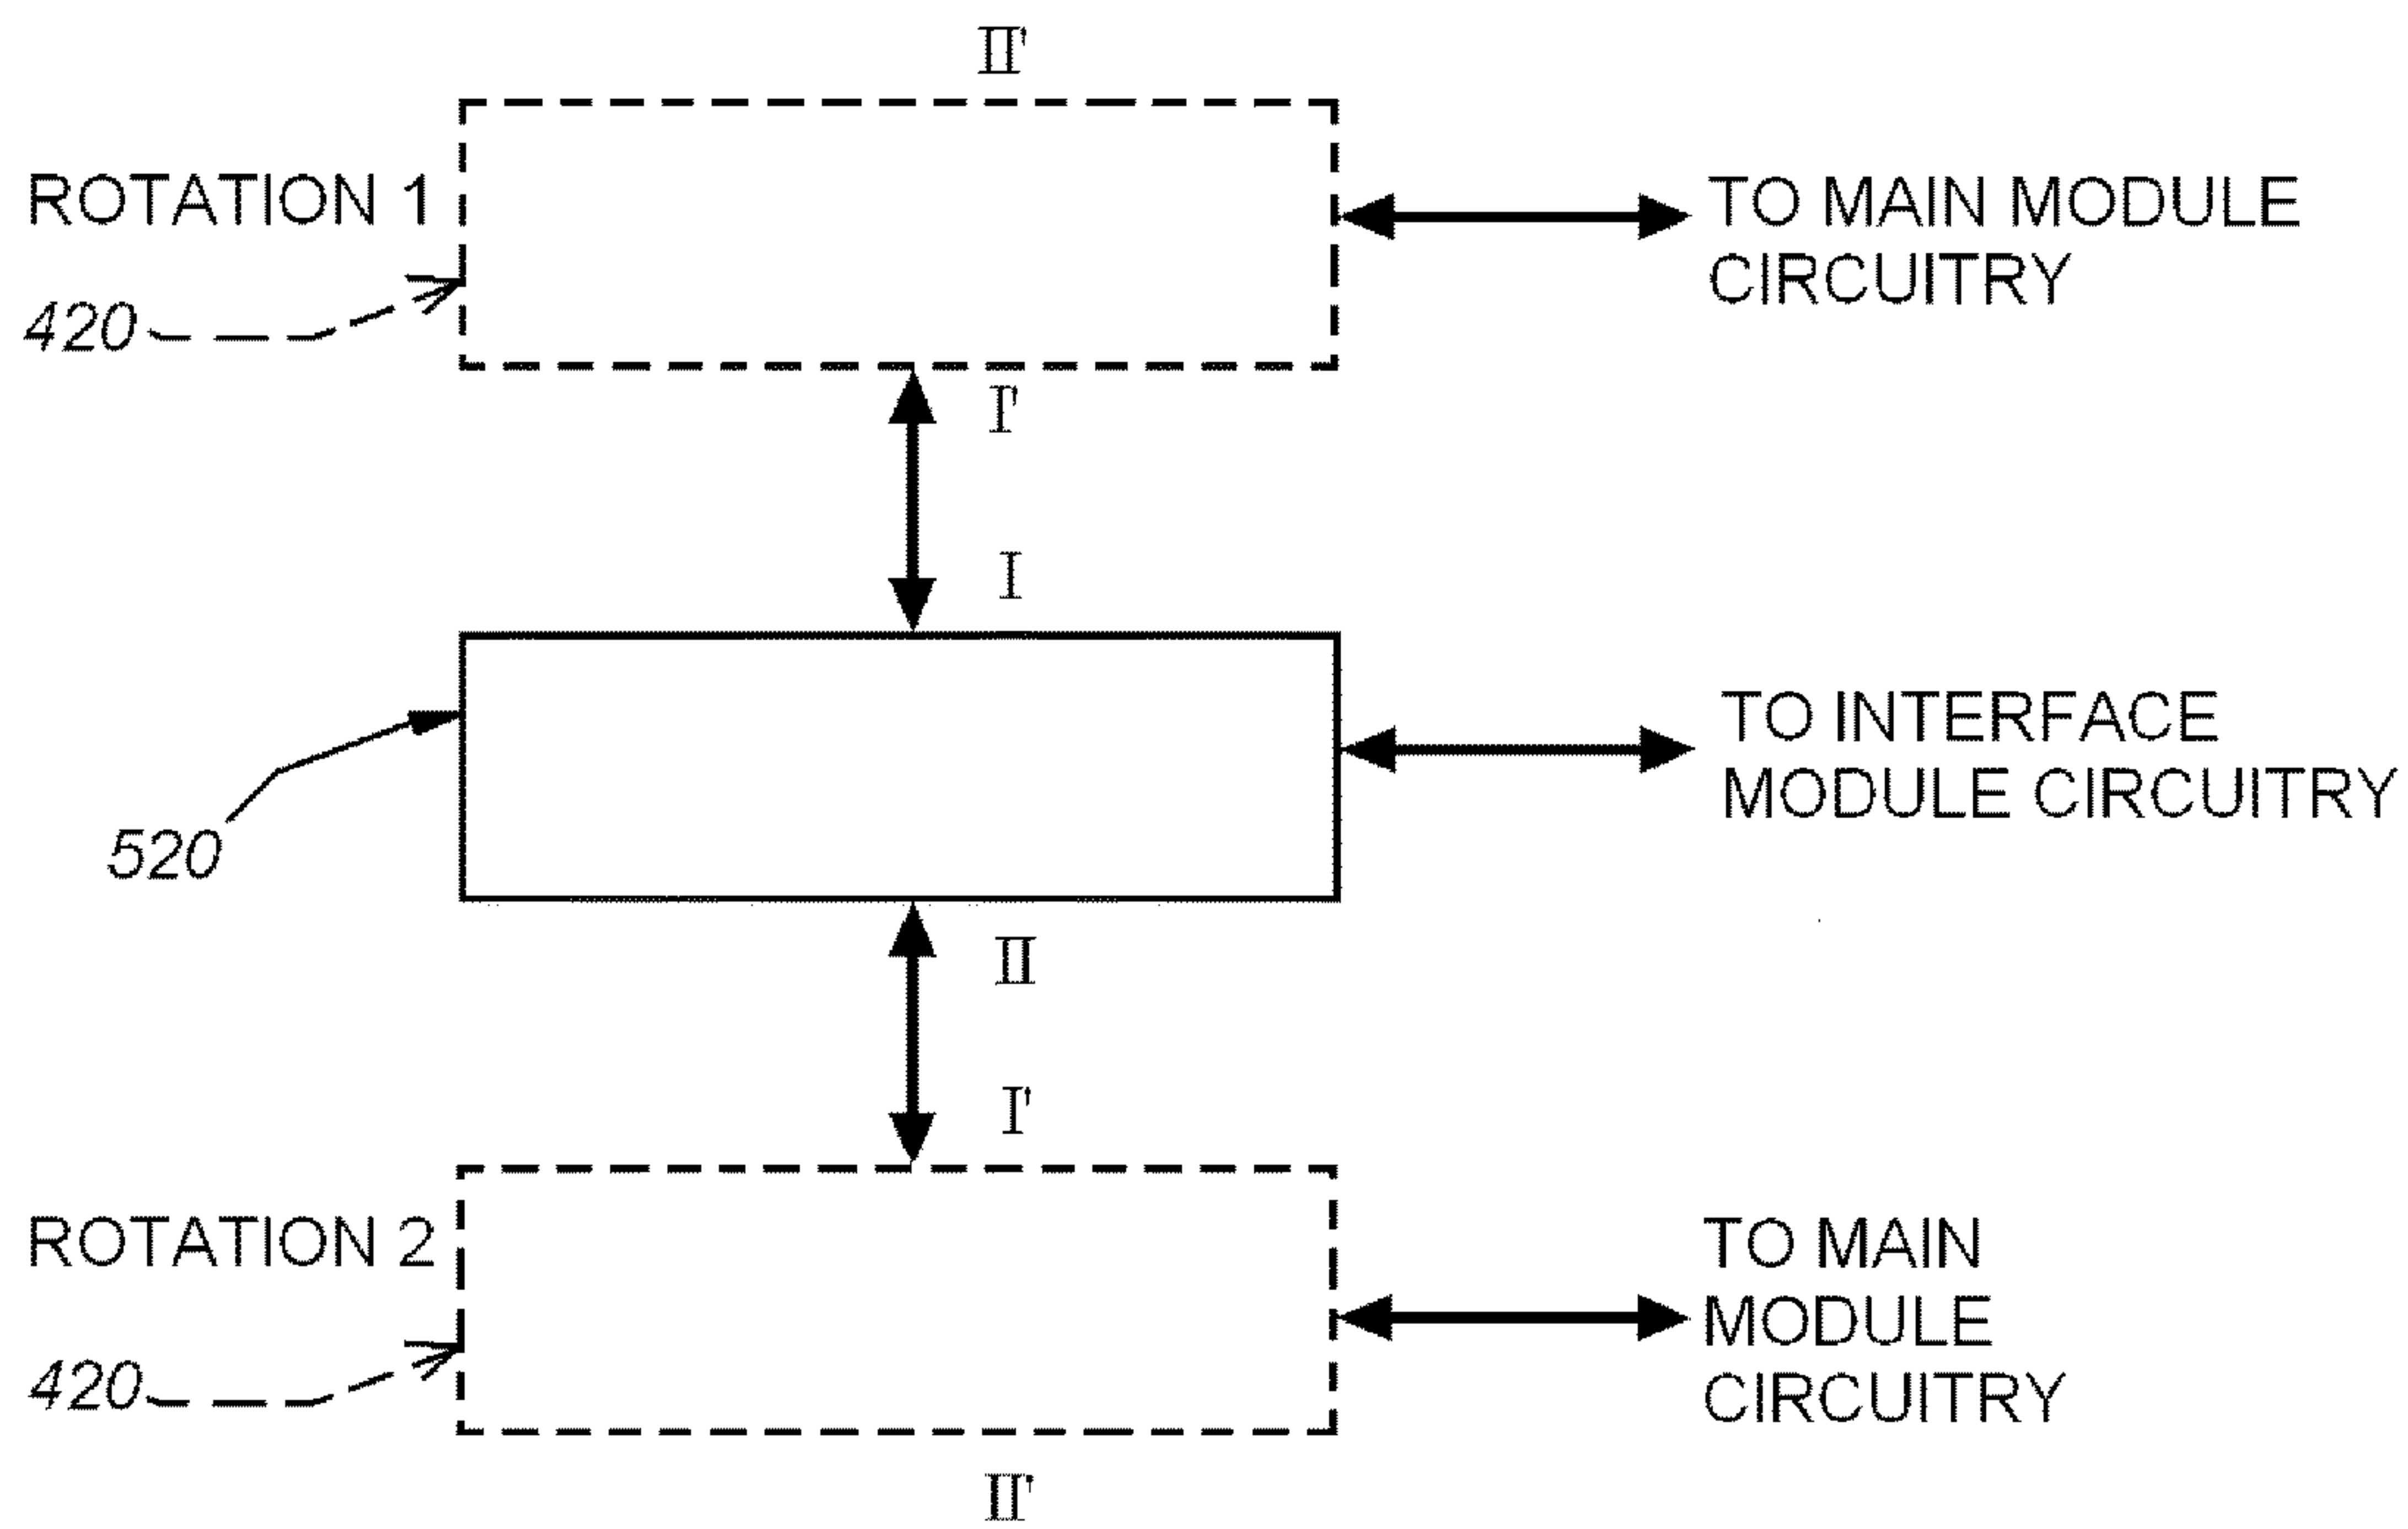 II'
ROTATION 1
TO MAIN MODULE
CIRCUITRY
420
I'
I
TO INTERFACE
MODULE CIRCUITRY
520
II
I'
ROTATION 2
TO MAIN
MODULE
CIRCUITRY
420
II'